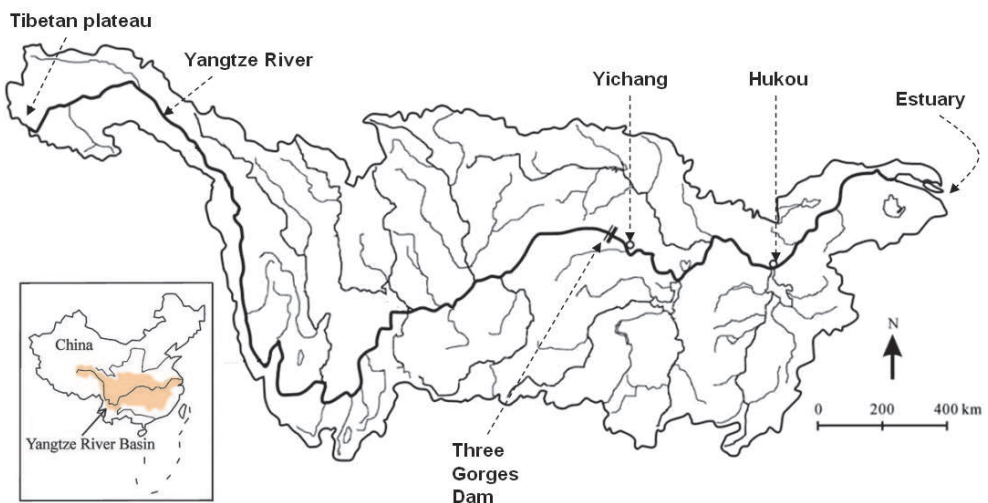 Tibetan plateau
Yangtze River
Yichang
Hukou
Estuary
China
Yangtze River Basin
N
0 200 400 km
Three
Gorges
Dam